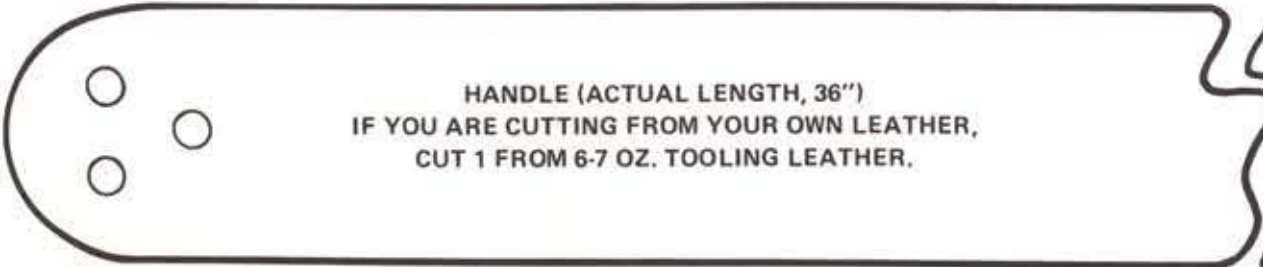 HANDLE (ACTUAL LENGTH, 36")
IF YOU ARE CUTTING FROM YOUR OWN LEATHER,
CUT 1 FROM 6-7 OZ. TOOLING LEATHER.